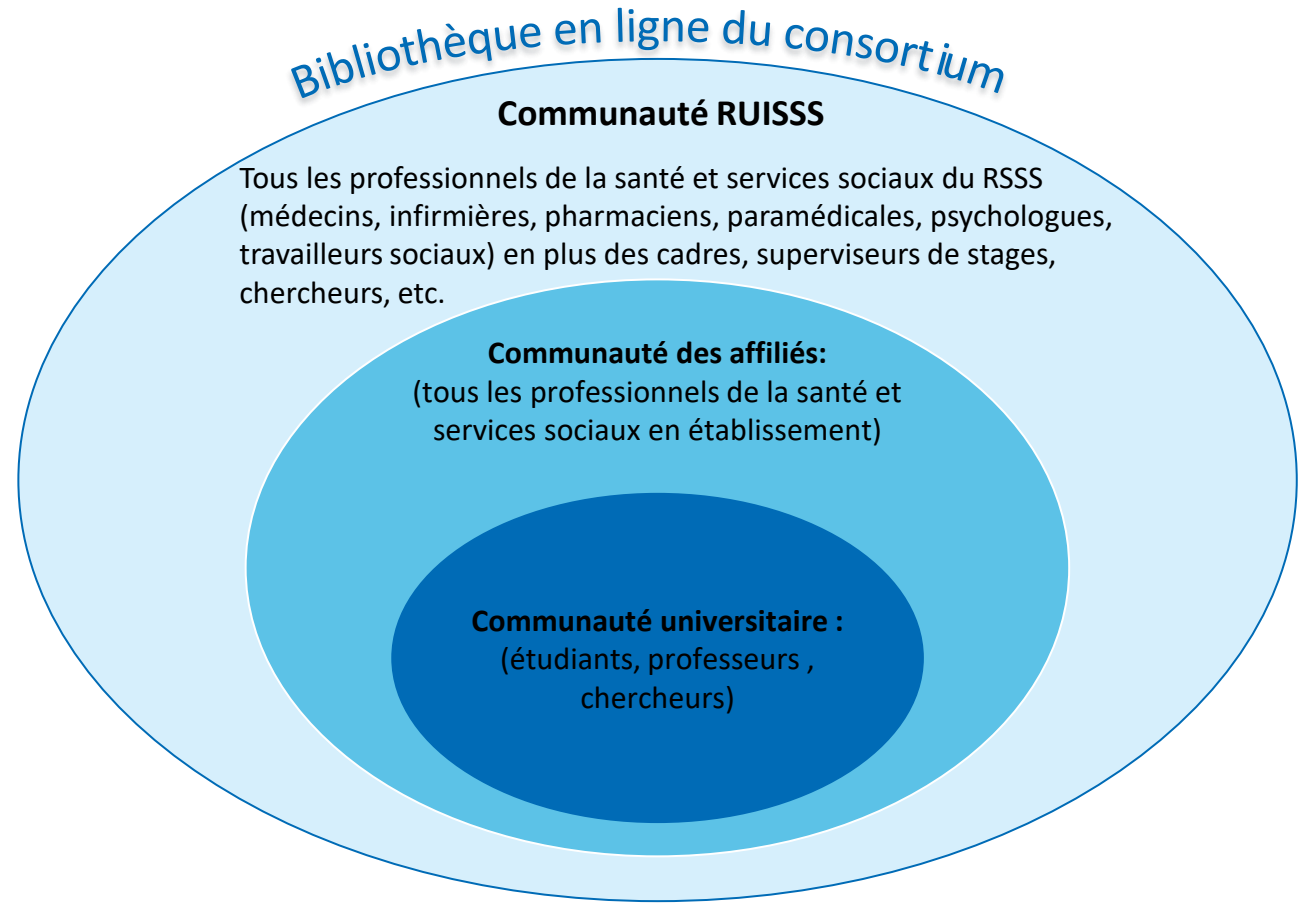 Bibliothèque en ligne du consortium
Communauté RUISSS
Tous les professionnels de la santé et services sociaux du RSSS
(médecins, infirmières, pharmaciens, paramédicales, psychologues,
travailleurs sociaux) en plus des cadres, superviseurs de stages,
chercheurs, etc.
Communauté des affiliés:
(tous les professionnels de la santé et
services sociaux en établissement)
Communauté universitaire :
(étudiants, professeurs ,
chercheurs)